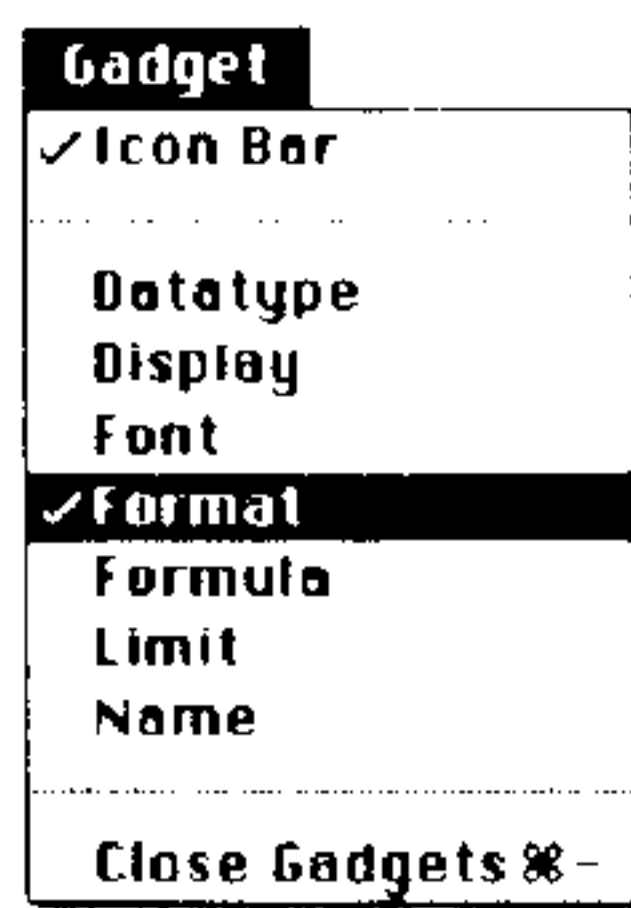 Gadget
✓Icon Bar
Datatype
Display
Font
✓Format
Formula
Limit
Name
Close Gadgets ⌘-